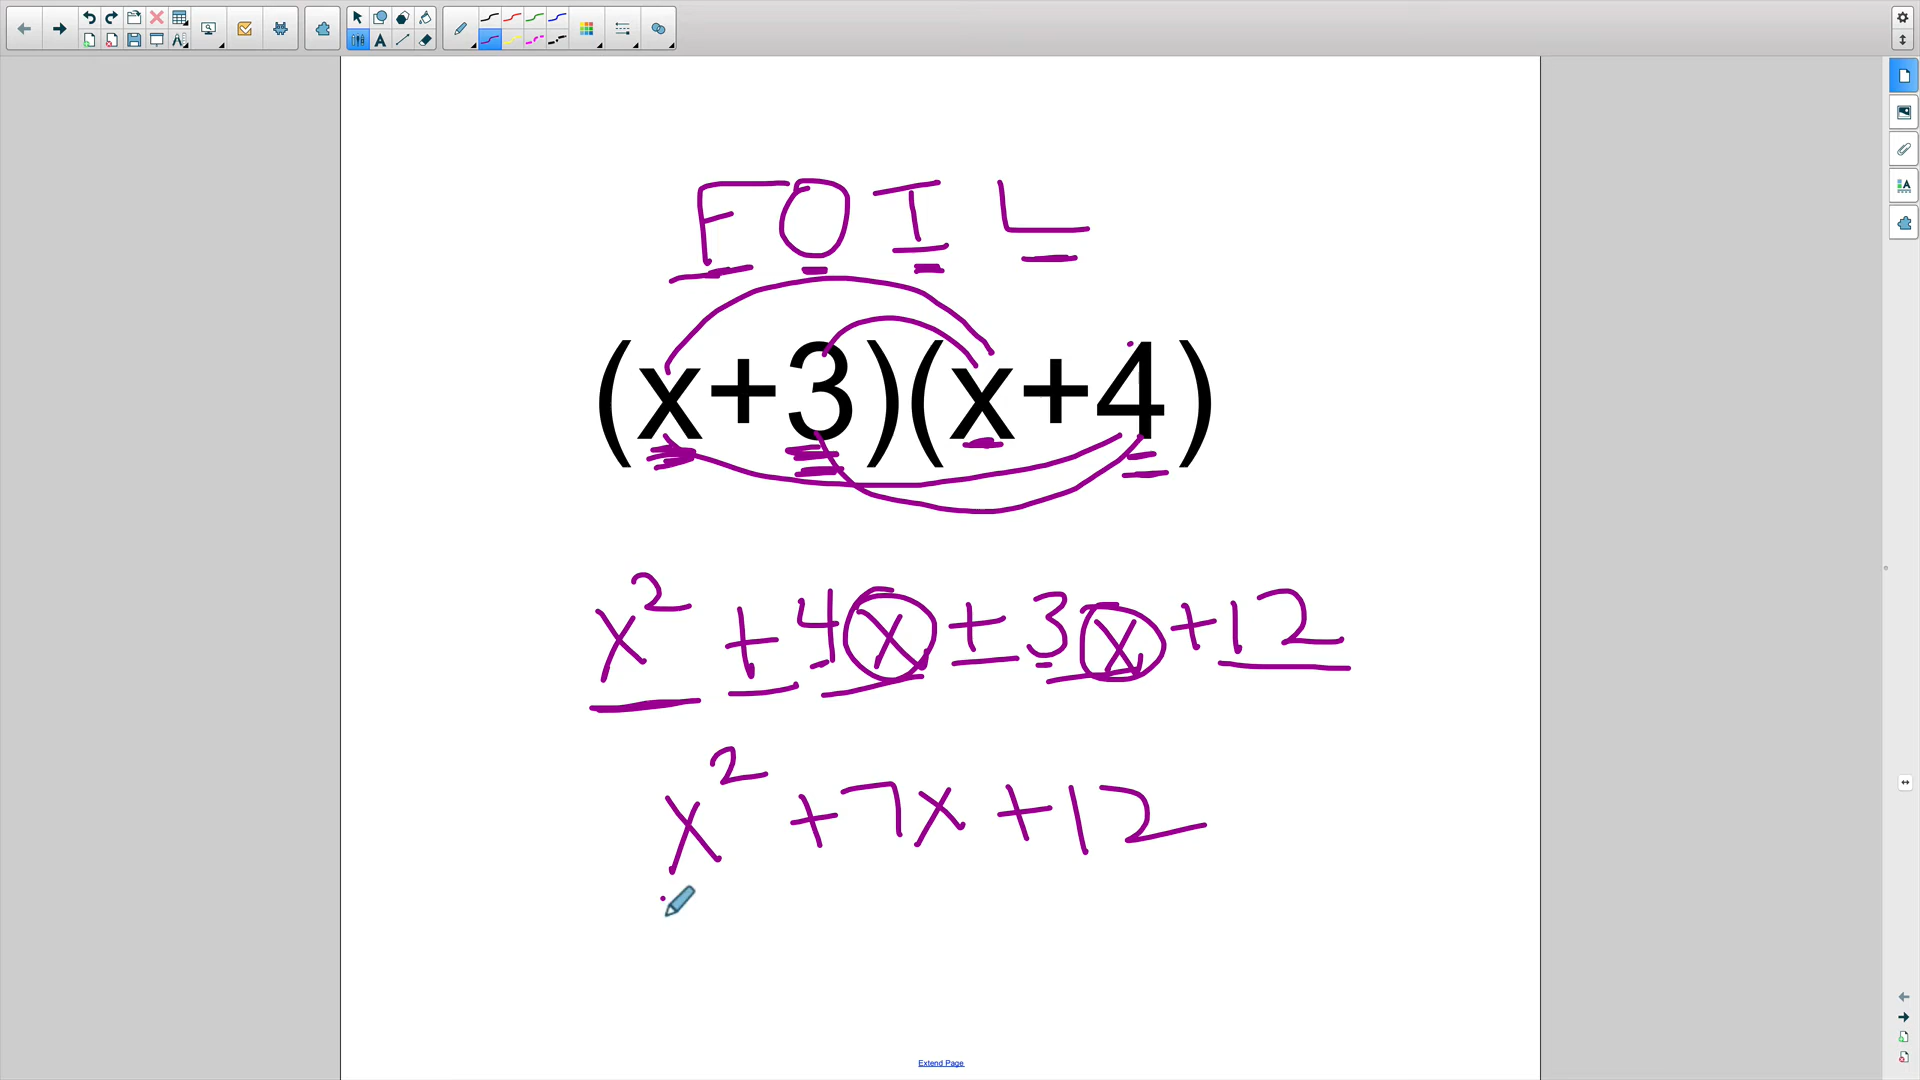 FOIL
(x+3)(x+4)
x² + 4x + 3x + 12
x² + 7x + 12
Extend Page